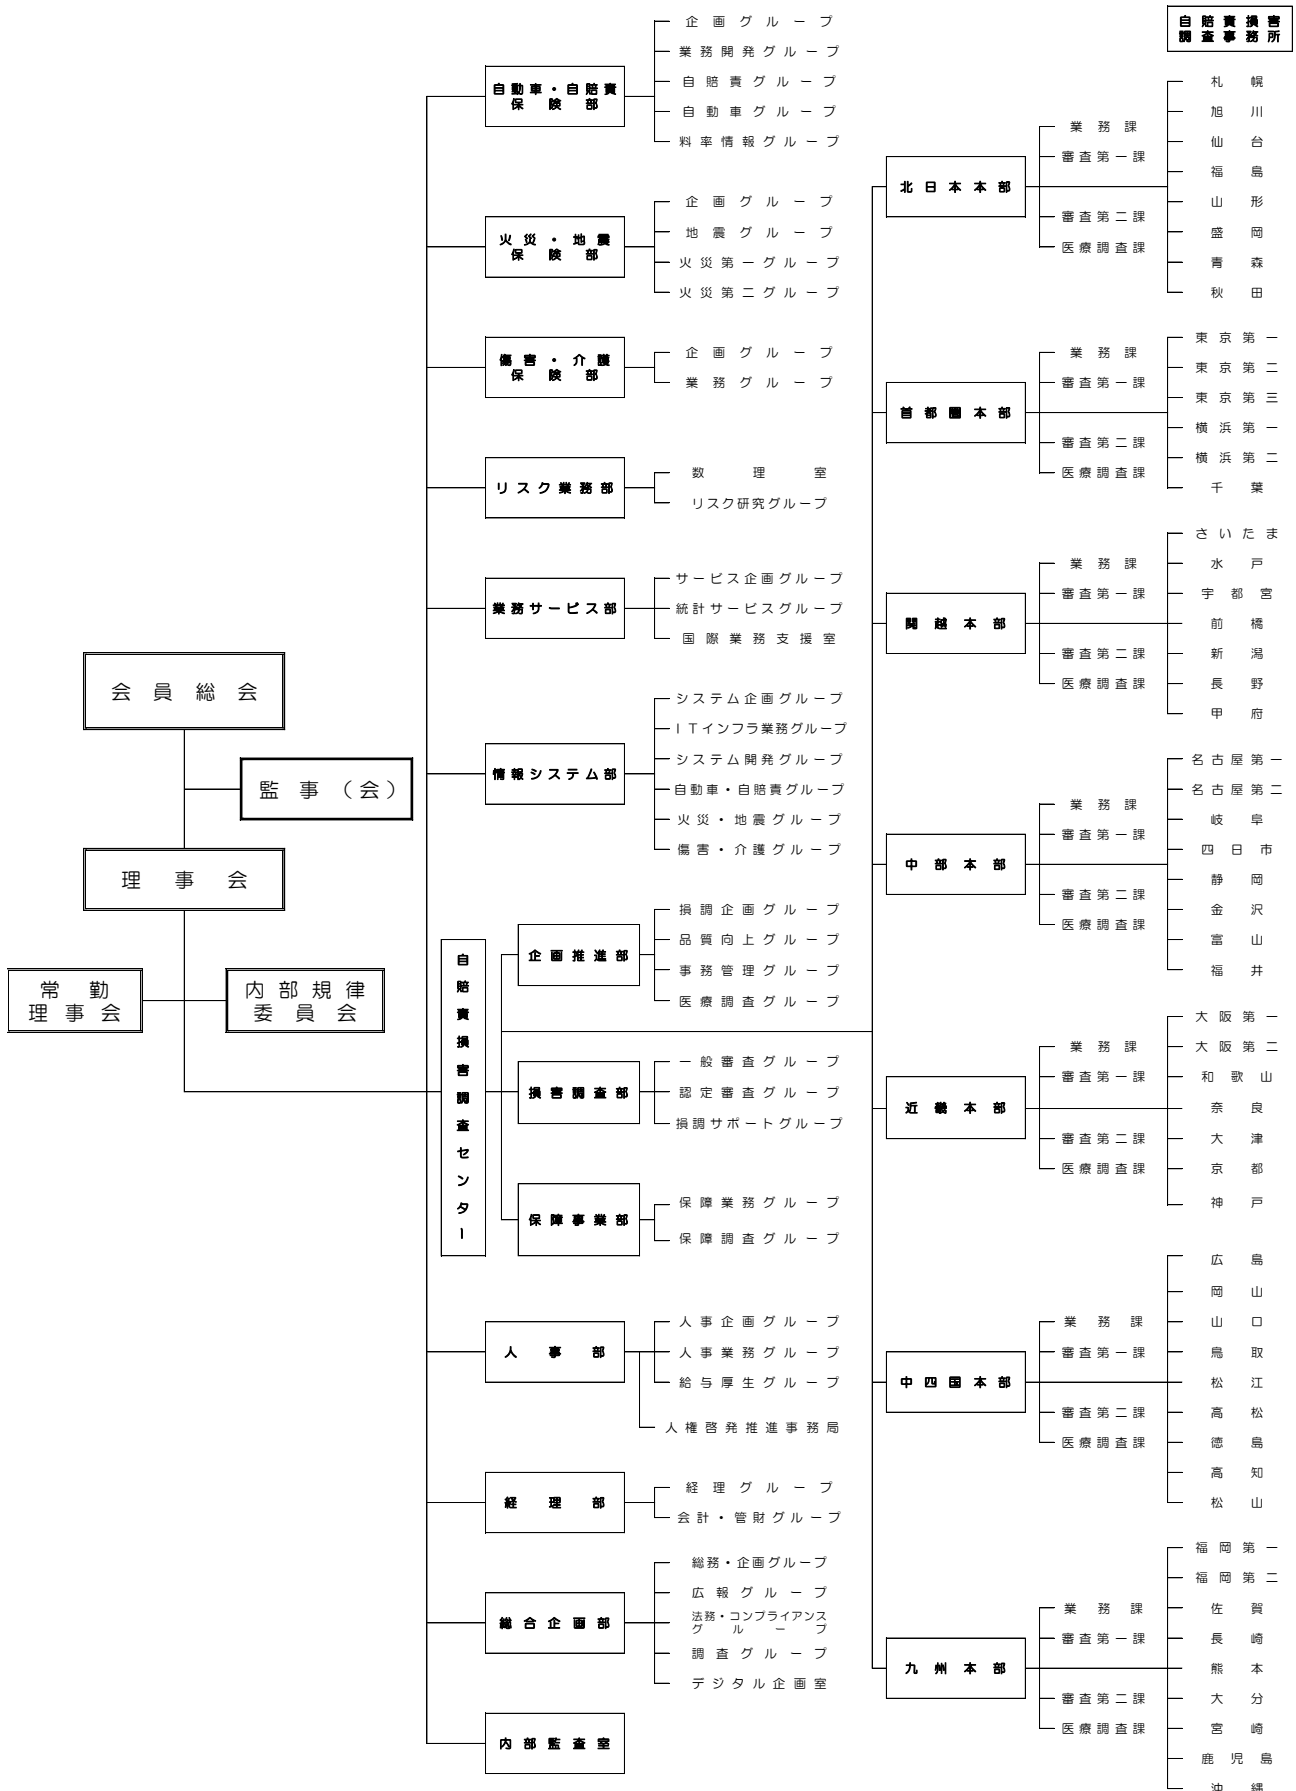 会員総会
監事（会）
理事会
常勤
理事会
内部規律
委員会
自動車・自賠責
保険部
企画グループ
業務開発グループ
自賠責グループ
自動車グループ
料率情報グループ
火災・地震
保険部
企画グループ
地震グループ
火災第一グループ
火災第二グループ
傷害・介護
保険部
企画グループ
業務グループ
リスク業務部
数理室
リスク研究グループ
業務サービス部
サービス企画グループ
統計サービスグループ
国際業務支援室
情報システム部
システム企画グループ
ITインフラ業務グループ
システム開発グループ
自動車・自賠責グループ
火災・地震グループ
傷害・介護グループ
自賠責損害調査センター
企画推進部
損調企画グループ
品質向上グループ
事務管理グループ
医療調査グループ
損害調査部
一般審査グループ
認定審査グループ
損調サポートグループ
保障事業部
保障業務グループ
保障調査グループ
人事部
人事企画グループ
人事業務グループ
給与厚生グループ
人権啓発推進事務局
経理部
経理グループ
会計・管財グループ
総合企画部
総務・企画グループ
広報グループ
法務・コンプライアンス
グループ
調査グループ
デジタル企画室
内部監査室
自賠責損害
調査事務所
北日本本部
業務課
審査第一課
審査第二課
医療調査課
札幌
旭川
仙台
福島
山形
盛岡
青森
秋田
首都圏本部
業務課
審査第一課
審査第二課
医療調査課
東京第一
東京第二
東京第三
横浜第一
横浜第二
千葉
関越本部
業務課
審査第一課
審査第二課
医療調査課
さいたま
水戸
宇都宮
前橋
新潟
長野
甲府
中部本部
業務課
審査第一課
審査第二課
医療調査課
名古屋第一
名古屋第二
岐阜
四日市
静岡
金沢
富山
福井
近畿本部
業務課
審査第一課
審査第二課
医療調査課
大阪第一
大阪第二
和歌山
奈良
大津
京都
神戸
中四国本部
業務課
審査第一課
審査第二課
医療調査課
広島
岡山
山口
鳥取
松江
高松
徳島
高知
松山
九州本部
業務課
審査第一課
審査第二課
医療調査課
福岡第一
福岡第二
佐賀
長崎
熊本
大分
宮崎
鹿児島
沖縄